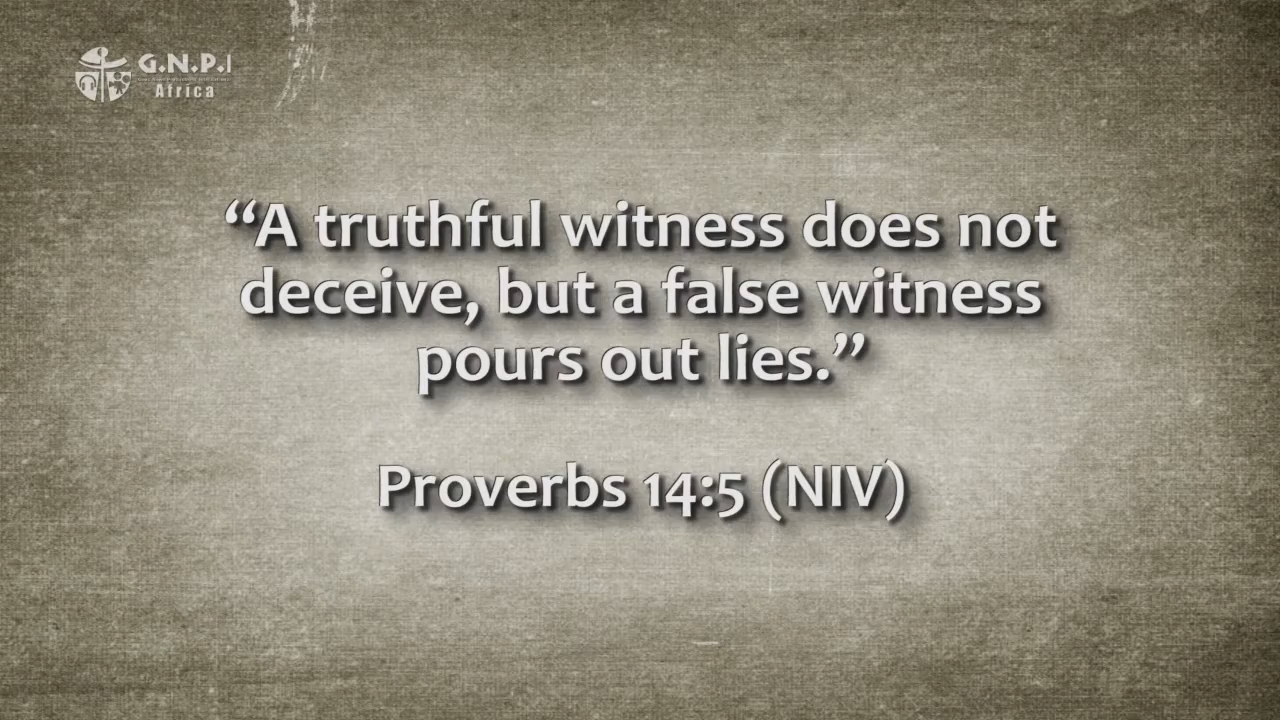 G.N.P.I
Africa
“A truthful witness does not
deceive, but a false witness
pours out lies.”
Proverbs 14:5 (NIV)